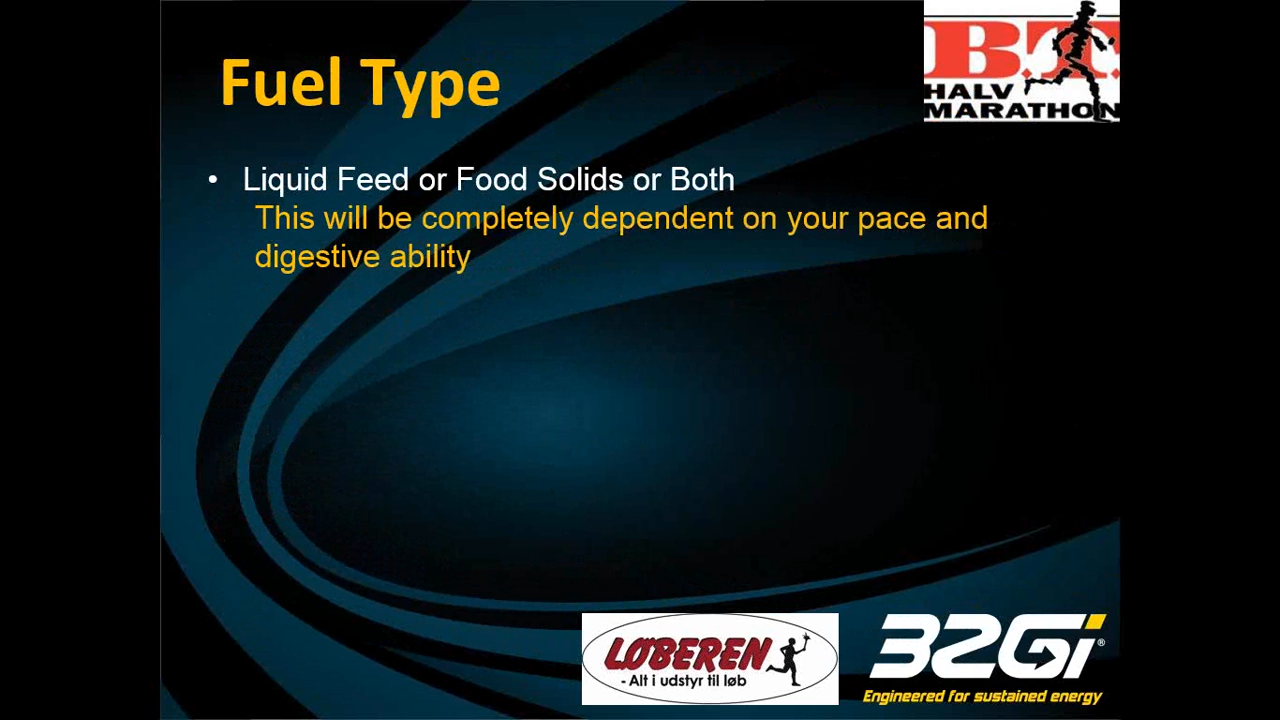 Fuel Type
B.T.
HALV
MARATHON
• Liquid Feed or Food Solids or Both
This will be completely dependent on your pace and
digestive ability
LØBEREN
- Alt i udstyr til løb
32Gi®
Engineered for sustained energy